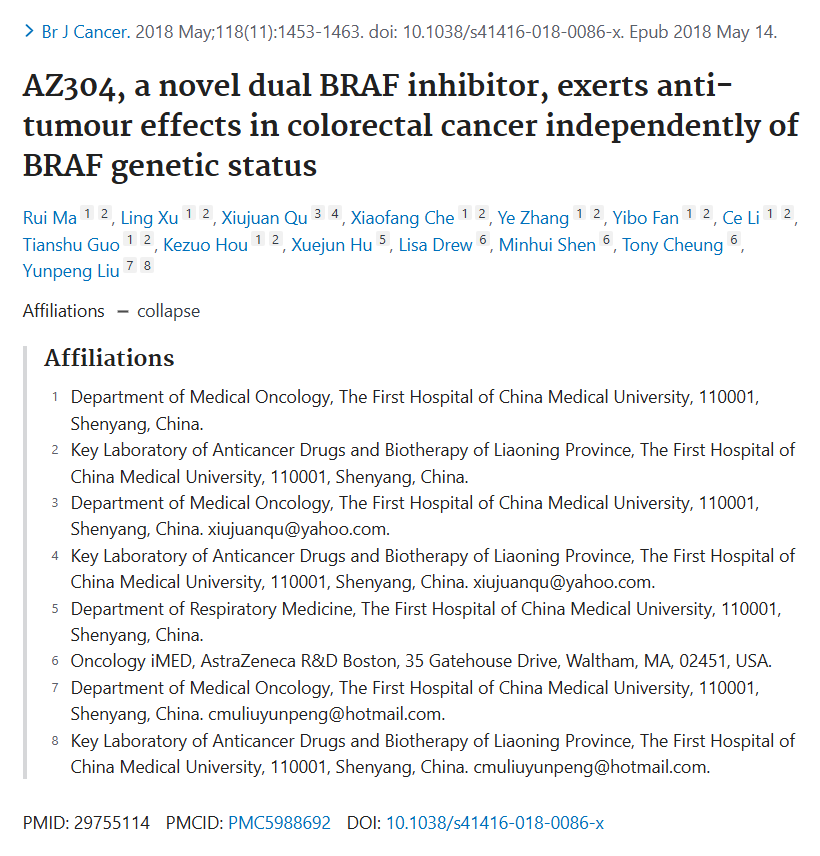 > Br J Cancer. 2018 May;118(11):1453-1463. doi: 10.1038/s41416-018-0086-x. Epub 2018 May 14.
AZ304, a novel dual BRAF inhibitor, exerts anti-
tumour effects in colorectal cancer independently of
BRAF genetic status
Rui Ma 1 2, Ling Xu 1 2, Xiujuan Qu 3 4, Xiaofang Che 1 2, Ye Zhang 1 2, Yibo Fan 1 2, Ce Li 1 2,
Tianshu Guo 1 2, Kezuo Hou 1 2, Xuejun Hu 5, Lisa Drew 6, Minhui Shen 6, Tony Cheung 6,
Yunpeng Liu 7 8
Affiliations — collapse
Affiliations
1 Department of Medical Oncology, The First Hospital of China Medical University, 110001,
Shenyang, China.
2 Key Laboratory of Anticancer Drugs and Biotherapy of Liaoning Province, The First Hospital of
China Medical University, 110001, Shenyang, China.
3 Department of Medical Oncology, The First Hospital of China Medical University, 110001,
Shenyang, China. xiujuanqu@yahoo.com.
4 Key Laboratory of Anticancer Drugs and Biotherapy of Liaoning Province, The First Hospital of
China Medical University, 110001, Shenyang, China. xiujuanqu@yahoo.com.
5 Department of Respiratory Medicine, The First Hospital of China Medical University, 110001,
Shenyang, China.
6 Oncology iMED, AstraZeneca R&D Boston, 35 Gatehouse Drive, Waltham, MA, 02451, USA.
7 Department of Medical Oncology, The First Hospital of China Medical University, 110001,
Shenyang, China. cmuliuyunpeng@hotmail.com.
8 Key Laboratory of Anticancer Drugs and Biotherapy of Liaoning Province, The First Hospital of
China Medical University, 110001, Shenyang, China. cmuliuyunpeng@hotmail.com.
PMID: 29755114 PMCID: PMC5988692 DOI: 10.1038/s41416-018-0086-x